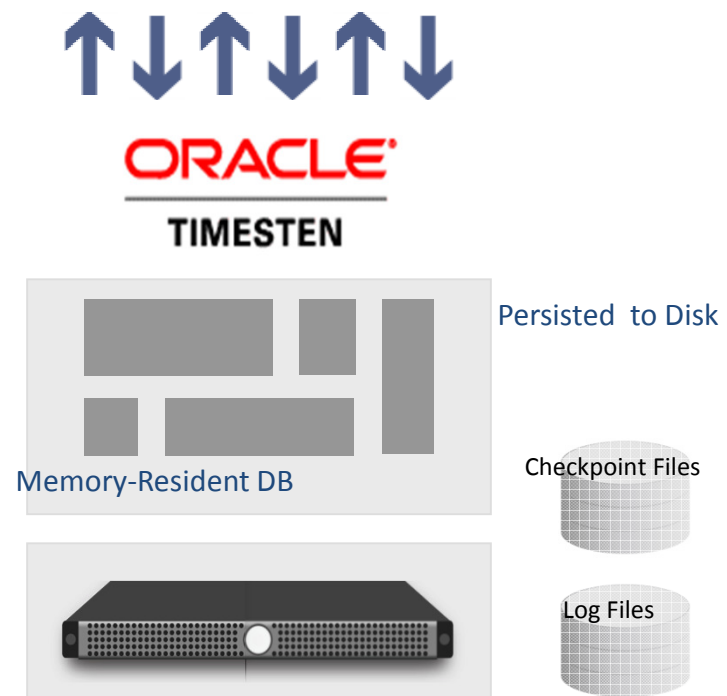 ORACLE
TIMESTEN
Persisted to Disk
Memory-Resident DB
Checkpoint Files
Log Files